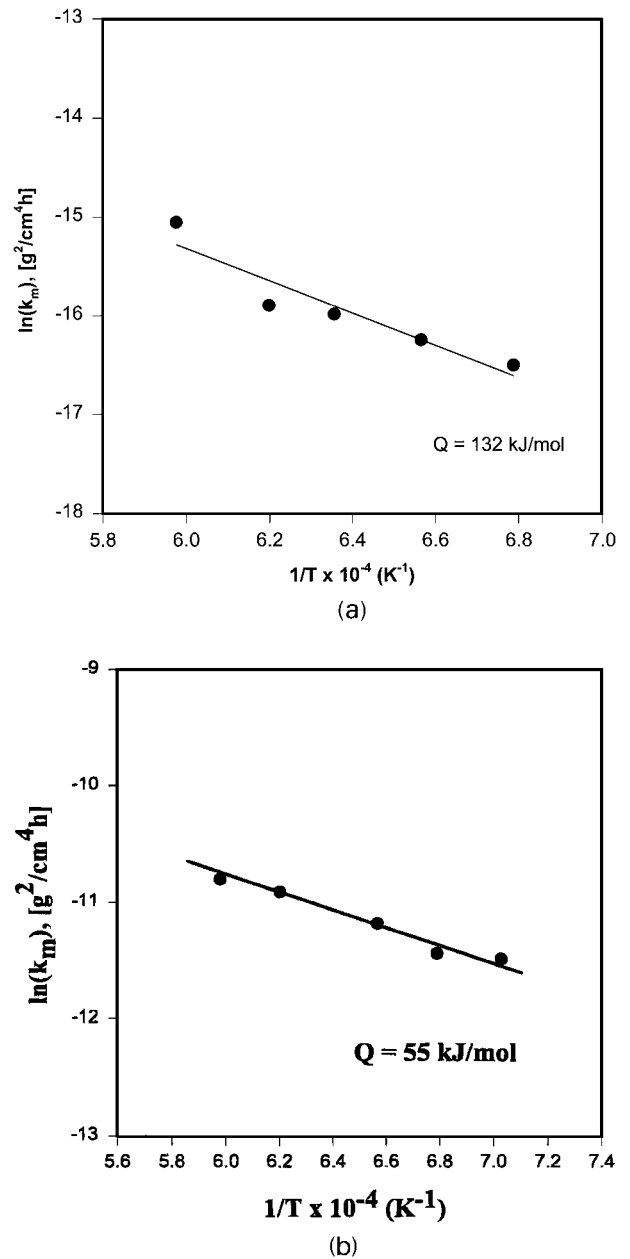 -13
-14
-15
-16
-17
-18
ln(kₘ), [g²/cm⁴h]
Q = 132 kJ/mol
5.8 6.0 6.2 6.4 6.6 6.8 7.0
1/T x 10⁻⁴ (K⁻¹)
(a)
-9
-10
-11
-12
-13
ln(kₘ), [g²/cm⁴h]
Q = 55 kJ/mol
5.6 5.8 6.0 6.2 6.4 6.6 6.8 7.0 7.2 7.4
1/T x 10⁻⁴ (K⁻¹)
(b)